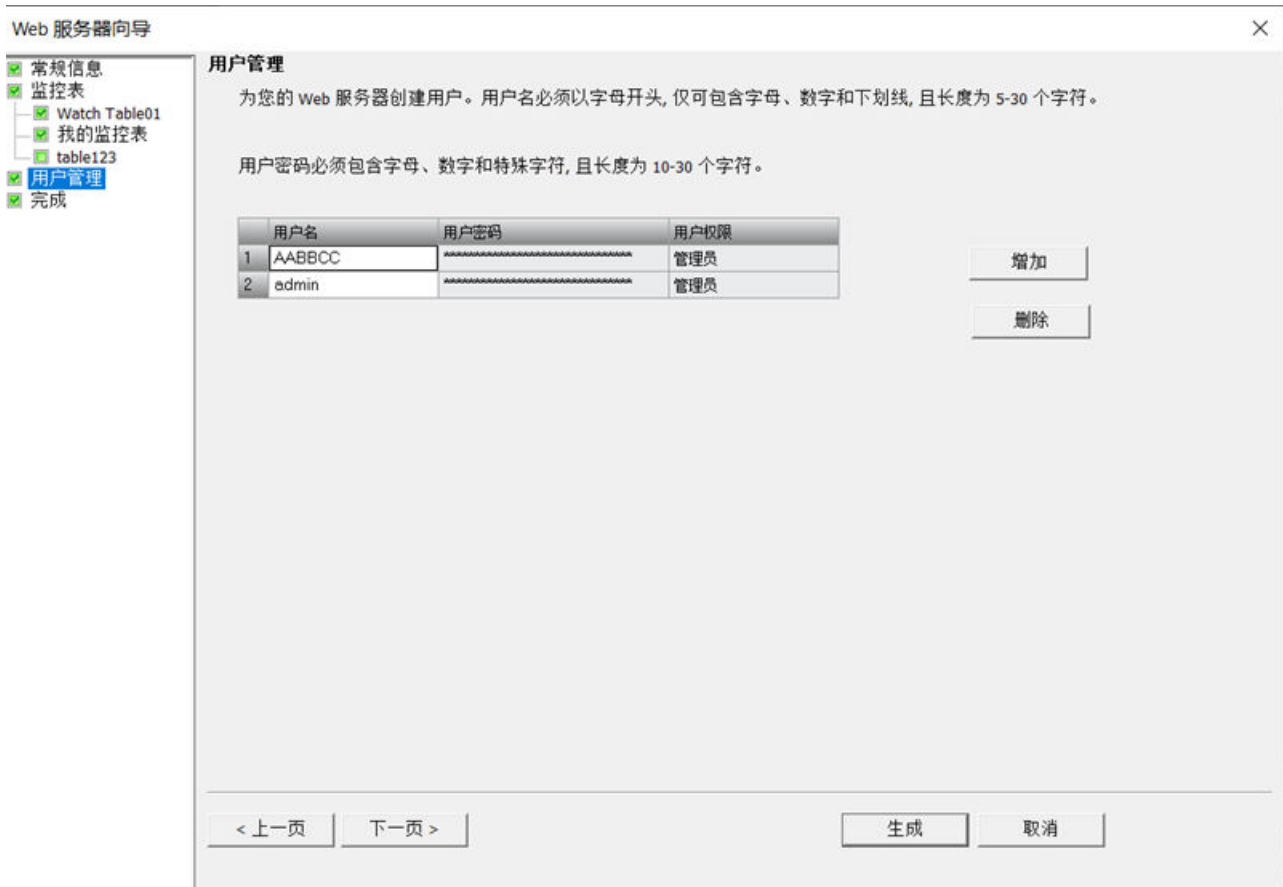 Web 服务器向导
常规信息
监控表
Watch Table01
我的监控表
table123
用户管理
完成
用户管理
为您的 Web 服务器创建用户。用户名必须以字母开头, 仅可包含字母、数字和下划线, 且长度为 5-30 个字符。
用户密码必须包含字母、数字和特殊字符, 且长度为 10-30 个字符。
用户名 用户密码 用户权限
1 AABBCC ****************************** 管理员
2 admin ****************************** 管理员
增加
删除
< 上一页 下一页 > 生成 取消